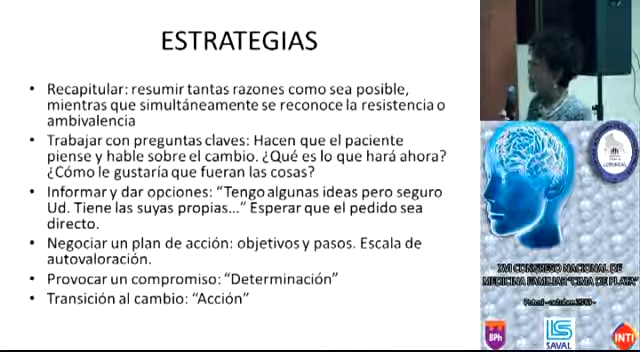 ESTRATEGIAS
• Recapitular: resumir tantas razones como sea posible,
mientras que simultáneamente se reconoce la resistencia o
ambivalencia
• Trabajar con preguntas claves: Hacen que el paciente
piense y hable sobre el cambio. ¿Qué es lo que hará ahora?
¿Cómo le gustaría que fueran las cosas?
• Informar y dar opciones: “Tengo algunas ideas pero seguro
Ud. Tiene las suyas propias...” Esperar que el pedido sea
directo.
• Negociar un plan de acción: objetivos y pasos. Escala de
autovaloración.
• Provocar un compromiso: “Determinación”
• Transición al cambio: “Acción”
XVI CONGRESO NACIONAL DE
MEDICINA FAMILIAR “CIMA DE PLATA”
BPh
LS
SAVAL
INTI